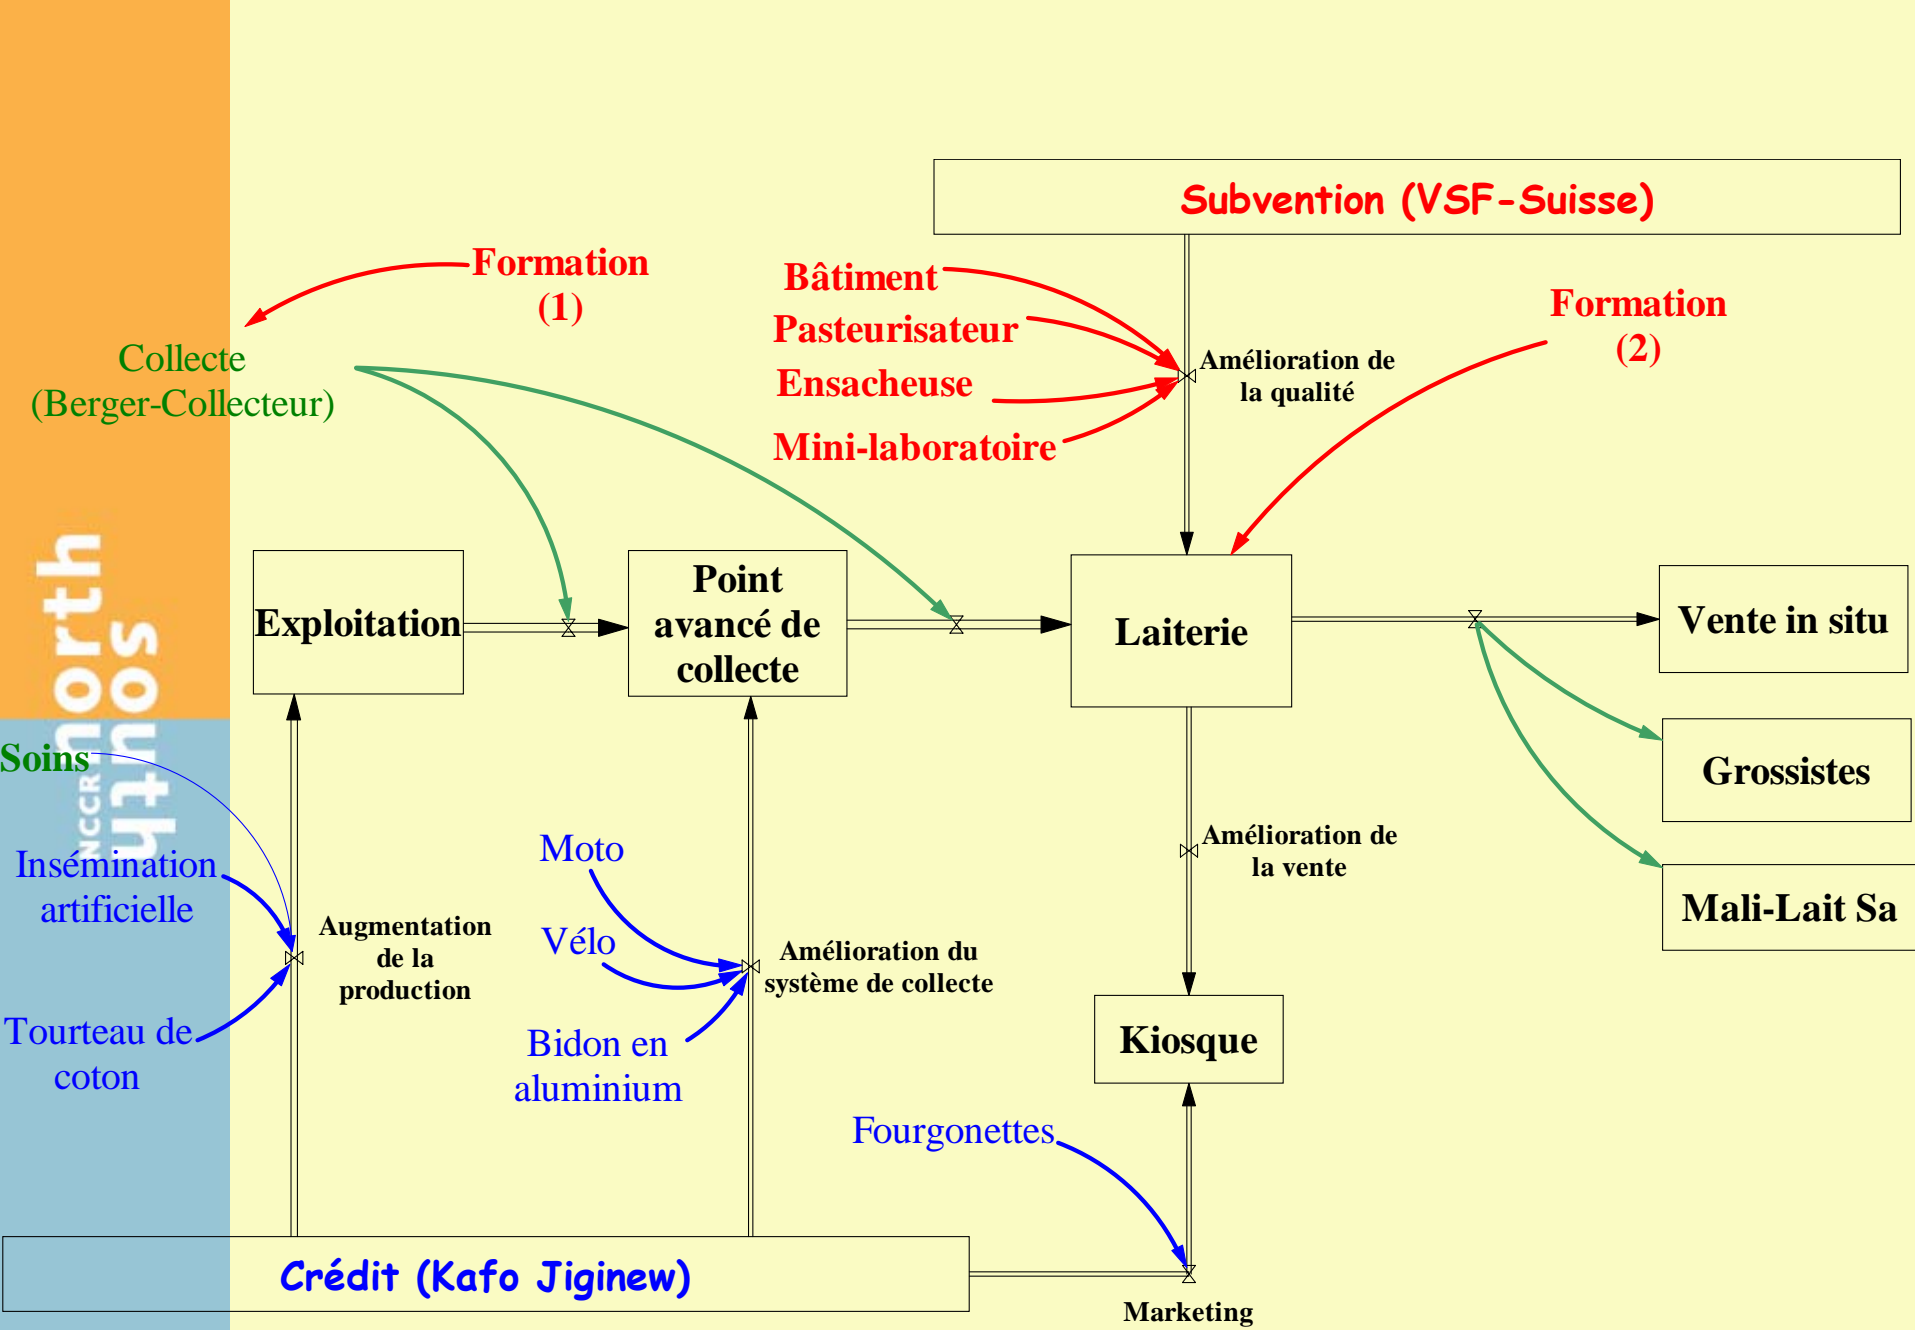 Subvention (VSF-Suisse)
Formation
(1)
Bâtiment
Pasteurisateur
Ensacheuse
Mini-laboratoire
Amélioration de
la qualité
Formation
(2)
Collecte
(Berger-Collecteur)
Exploitation
Point
avancé de
collecte
Laiterie
Vente in situ
Grossistes
Mali-Lait Sa
NCCR
north
south
Soins
Insémination
artificielle
Tourteau de
coton
Augmentation
de la
production
Moto
Vélo
Bidon en
aluminium
Amélioration du
système de collecte
Amélioration de
la vente
Kiosque
Fourgonettes
Crédit (Kafo Jiginew)
Marketing